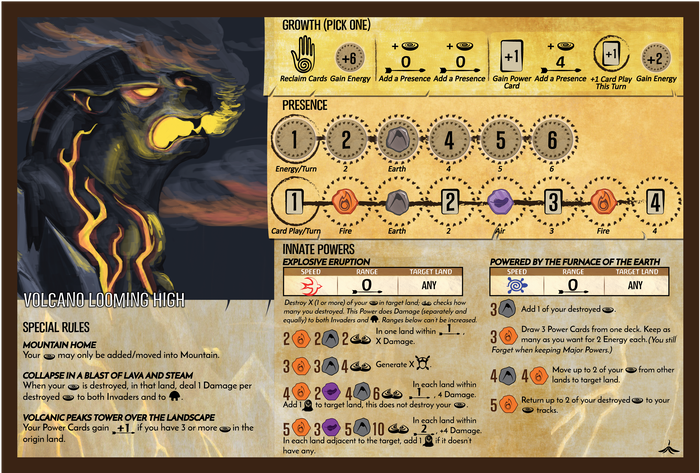 GROWTH (PICK ONE)
+6
+
0
+
0
+1
+
4
+1
+2
Reclaim Cards Gain Energy Add a Presence Add a Presence Gain Power Card Add a Presence +1 Card Play This Turn Gain Energy
PRESENCE
1 2 4 5 6
Energy/Turn 2 Earth 4 5 6
1 2 3 4
Card Play/Turn Fire Earth 2 Air 3 Fire 4
VOLCANO LOOMING HIGH
SPECIAL RULES
MOUNTAIN HOME
Your may only be added/moved into Mountain.
COLLAPSE IN A BLAST OF LAVA AND STEAM
When your is destroyed, in that land, deal 1 Damage per
destroyed to both Invaders and to .
VOLCANIC PEAKS TOWER OVER THE LANDSCAPE
Your Power Cards gain +1 if you have 3 or more in the
origin land.
INNATE POWERS
EXPLOSIVE ERUPTION
SPEED RANGE TARGET LAND
0 ANY
Destroy X (1 or more) of your in target land; checks how
many you destroyed. This Power does Damage (separately and
equally) to both Invaders and . Ranges below can't be increased.
2 2 2 In one land within 1,
X Damage.
3 3 4 Generate X .
4 2 4 6 In each land within
1, 4 Damage.
Add 1 to target land, this does not destroy your .
5 3 5 10 In each land within
2, +4 Damage.
In each land adjacent to the target, add 1 if it doesn't
have any.
POWERED BY THE FURNACE OF THE EARTH
SPEED RANGE TARGET LAND
0 ANY
3 Add 1 of your destroyed .
3 Draw 3 Power Cards from one deck. Keep as
many as you want for 2 Energy each. (You still
Forget when keeping Major Powers.)
4 4 Move up to 2 of your from other
lands to target land.
5 Return up to 2 of your destroyed to your
tracks.